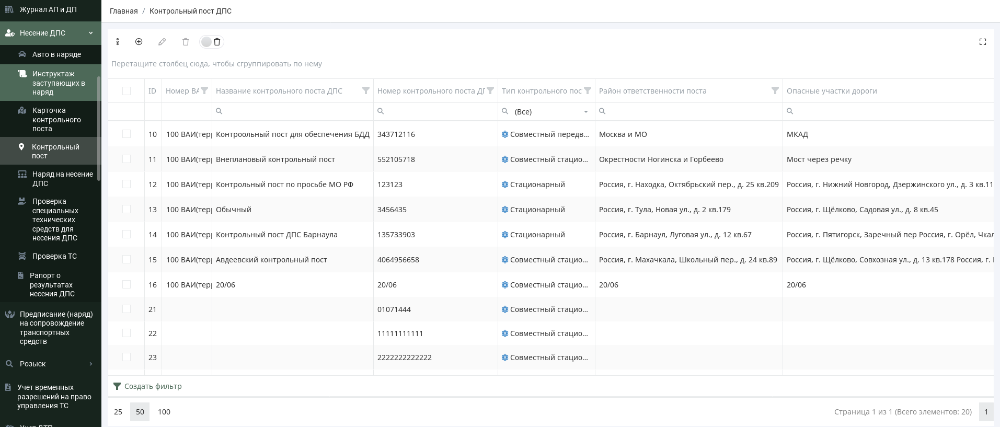 Журнал АП и ДП
Несение ДПС
Авто в наряде
Инструктаж
заступающих в
наряд
Карточка
контрольного
поста
Контрольный
пост
Наряд на несение
ДПС
Проверка
специальных
технических
средств для
несения ДПС
Проверка ТС
Рапорт о
результатах
несения ДПС
Предписание (наряд)
на сопровождение
транспортных
средств
Розыск
Учет временных
разрешений на право
управления ТС
Учет ДТП
Главная / Контрольный пост ДПС
Перетащите столбец сюда, чтобы сгруппировать по нему
ID Номер ВА Название контрольного поста ДПС Номер контрольного поста ДГ Тип контрольного пос Район ответственности поста Опасные участки дороги
(Все)
10 100 ВАИ(терр Контроольный пост для обеспечения БДД 343712116 Совместный передв... Москва и МО МКАД
11 100 ВАИ(терр Внеплановый контрольный пост 552105718 Совместный стацио... Окрестности Ногинска и Горбеево Мост через речку
12 100 ВАИ(терр Контрольный пост по просьбе МО РФ 123123 Стационарный Россия, г. Находка, Октябрьский пер., д. 25 кв.209 Россия, г. Нижний Новгород, Дзержинского ул., д. 3 кв.11
13 100 ВАИ(терр Обычный 3456435 Стационарный Россия, г. Тула, Новая ул., д. 2 кв.179 Россия, г. Щёлково, Садовая ул., д. 8 кв.45
14 100 ВАИ(терр Контрольный пост ДПС Барнаула 135733903 Стационарный Россия, г. Барнаул, Луговая ул., д. 12 кв.67 Россия, г. Пятигорск, Заречный пер Россия, г. Орёл, Чкал
15 100 ВАИ(терр Авдеевский контрольный пост 4064956658 Совместный стацио... Россия, г. Махачкала, Школьный пер., д. 24 кв.89 Россия, г. Щёлково, Совхозная ул., д. 13 кв.178 Россия, г.
16 100 ВАИ(терр 20/06 20/06 Совместный стацио... 20/06 20/06
21 01071444 Совместный стацио...
22 11111111111 Совместный стацио...
23 2222222222222 Совместный стацио...
Создать фильтр
25 50 100 Страница 1 из 1 (Всего элементов: 20) 1